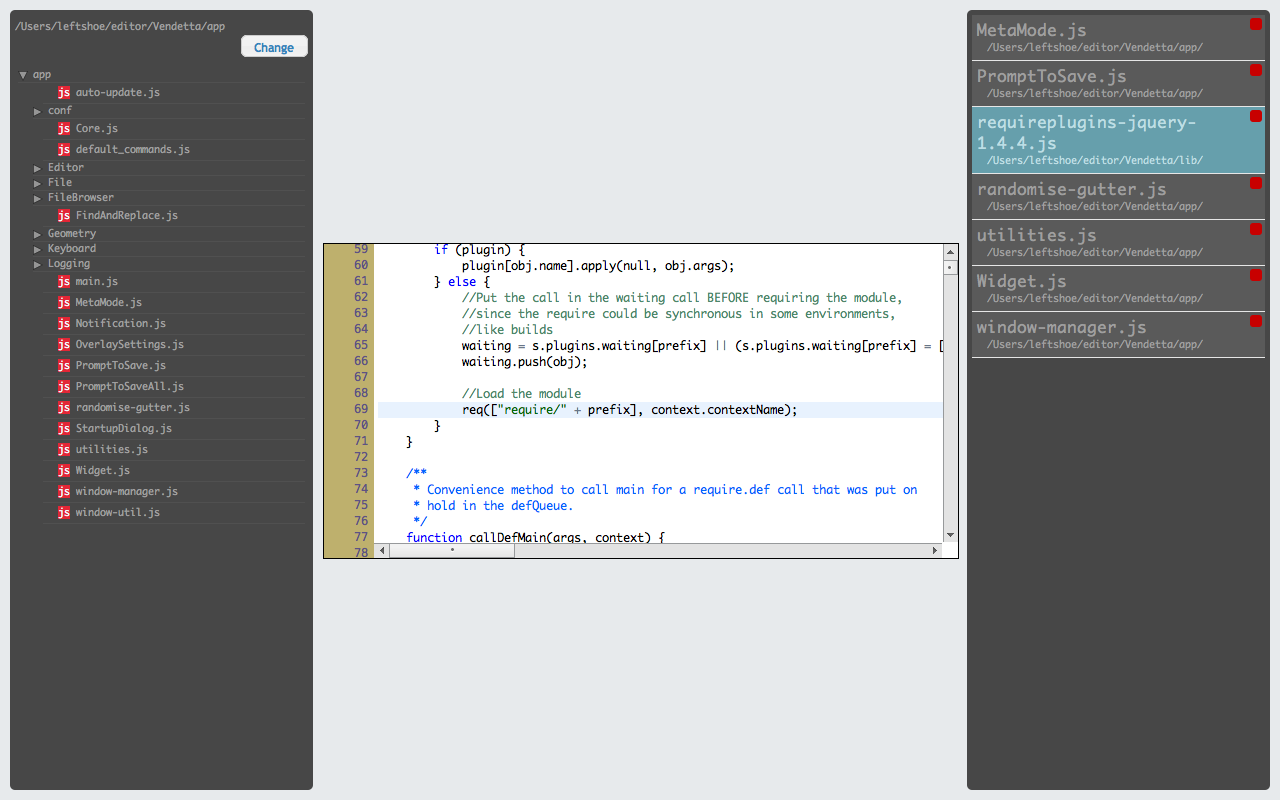 /Users/leftshoe/editor/Vendetta/app
Change
app
js auto-update.js
conf
js Core.js
js default_commands.js
Editor
File
FileBrowser
js FindAndReplace.js
Geometry
Keyboard
Logging
js main.js
js MetaMode.js
js Notification.js
js OverlaySettings.js
js PromptToSave.js
js PromptToSaveAll.js
js randomise-gutter.js
js StartupDialog.js
js utilities.js
js Widget.js
js window-manager.js
js window-util.js
59 if (plugin) {
60 plugin[obj.name].apply(null, obj.args);
61 } else {
62 //Put the call in the waiting call BEFORE requiring the module,
63 //since the require could be synchronous in some environments,
64 //like builds
65 waiting = s.plugins.waiting[prefix] || (s.plugins.waiting[prefix] = [
66 waiting.push(obj);
67
68 //Load the module
69 req(["require/" + prefix], context.contextName);
70 }
71 }
72
73 /**
74 * Convenience method to call main for a require.def call that was put on
75 * hold in the defQueue.
76 */
77 function callDefMain(args, context) {
78
MetaMode.js
/Users/leftshoe/editor/Vendetta/app/
PromptToSave.js
/Users/leftshoe/editor/Vendetta/app/
requireplugins-jquery-
1.4.4.js
/Users/leftshoe/editor/Vendetta/lib/
randomise-gutter.js
/Users/leftshoe/editor/Vendetta/app/
utilities.js
/Users/leftshoe/editor/Vendetta/app/
Widget.js
/Users/leftshoe/editor/Vendetta/app/
window-manager.js
/Users/leftshoe/editor/Vendetta/app/